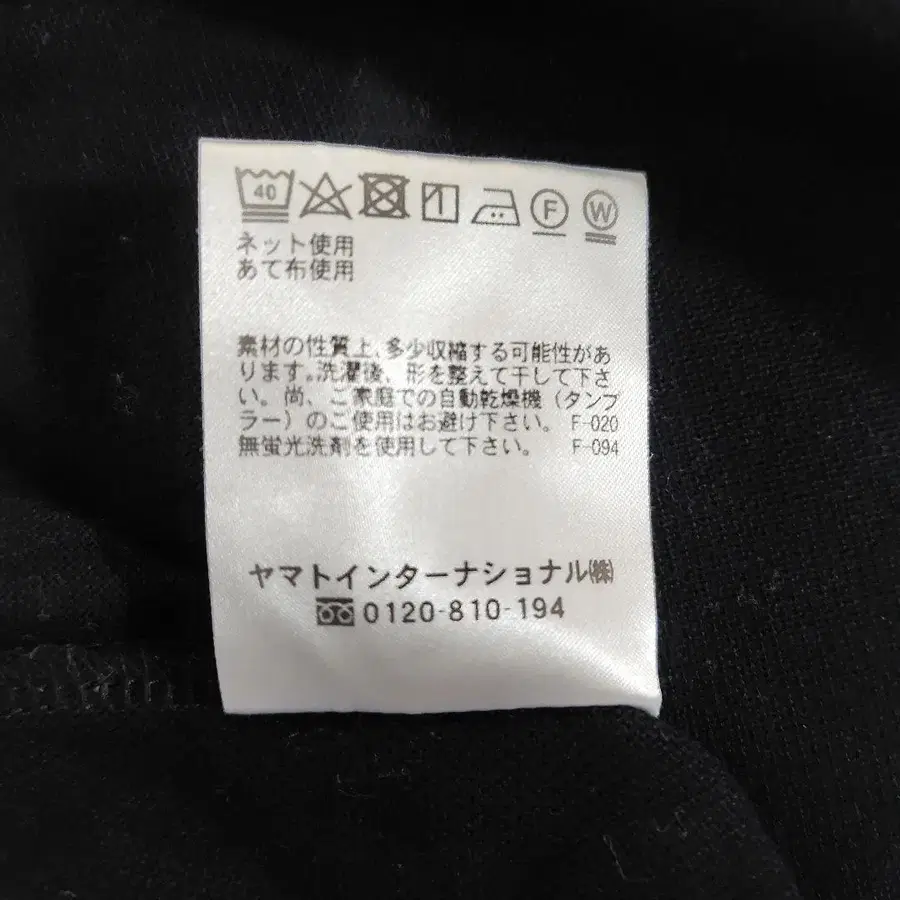 40 F W
ネット使用
あて布使用
素材の性質上、多少収縮する可能性があ
ります。洗濯後、形を整えて干して下さ
い。尚、ご家庭での自動乾燥機（タンブ
ラー）のご使用はお避け下さい。 F-020
無蛍光洗剤を使用して下さい。 F-094
ヤマトインターナショナル㈱
0120-810-194